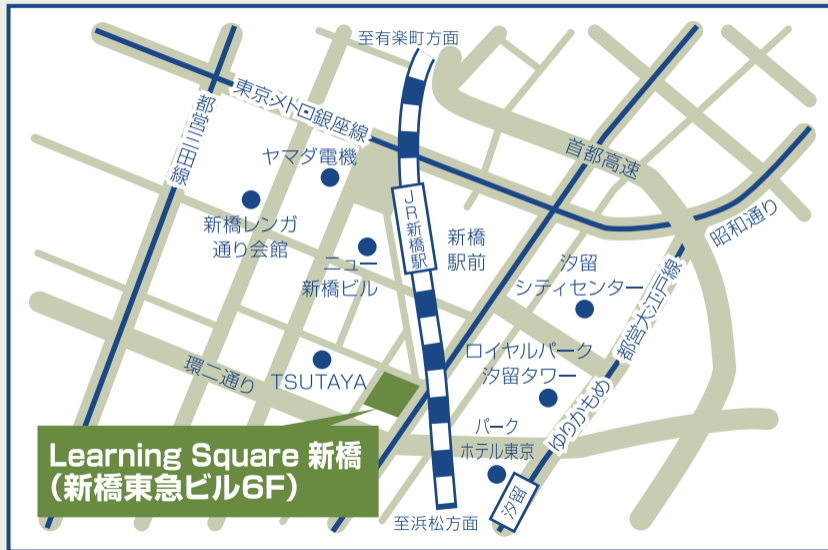 至有楽町方面
東京メトロ銀座線
都営三田線
首都高速
ヤマダ電機
JR新橋駅
新橋レンガ
通り会館
新橋
駅前
昭和通り
ニュー
新橋ビル
汐留
シティセンター
都営大江戸線
ロイヤルパーク
汐留タワー
環二通り
TSUTAYA
ゆりかもめ
パーク
ホテル東京
Learning Square 新橋
（新橋東急ビル6F）
汐留
至浜松方面